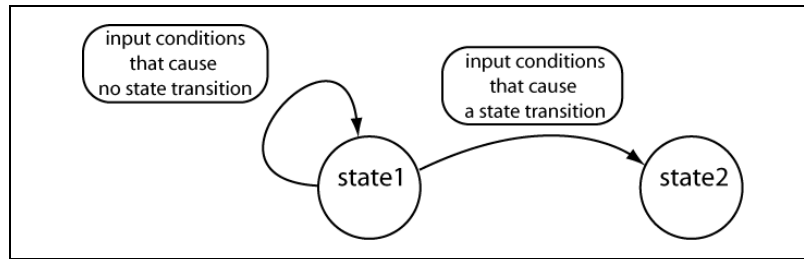 input conditions
that cause
no state transition
input conditions
that cause
a state transition
state1
state2